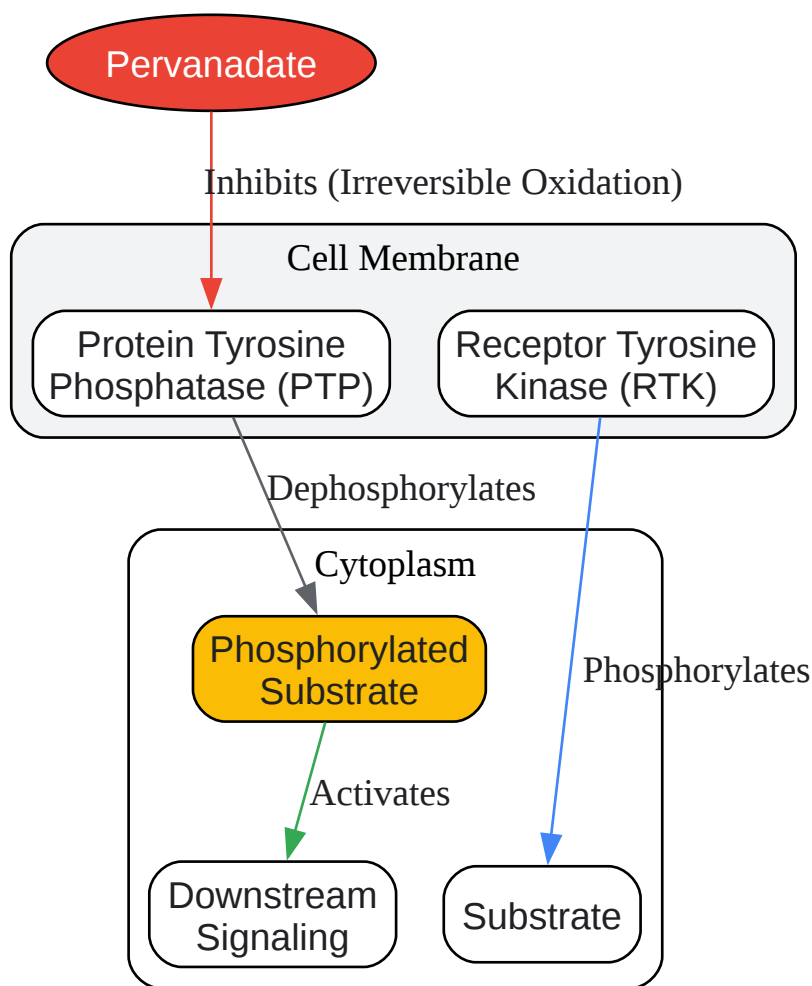 Pervanadate
Inhibits (Irreversible Oxidation)
Cell Membrane
Protein Tyrosine
Phosphatase (PTP)
Receptor Tyrosine
Kinase (RTK)
Dephosphorylates
Cytoplasm
Phosphorylated
Substrate
Phosphorylates
Activates
Downstream
Signaling
Substrate